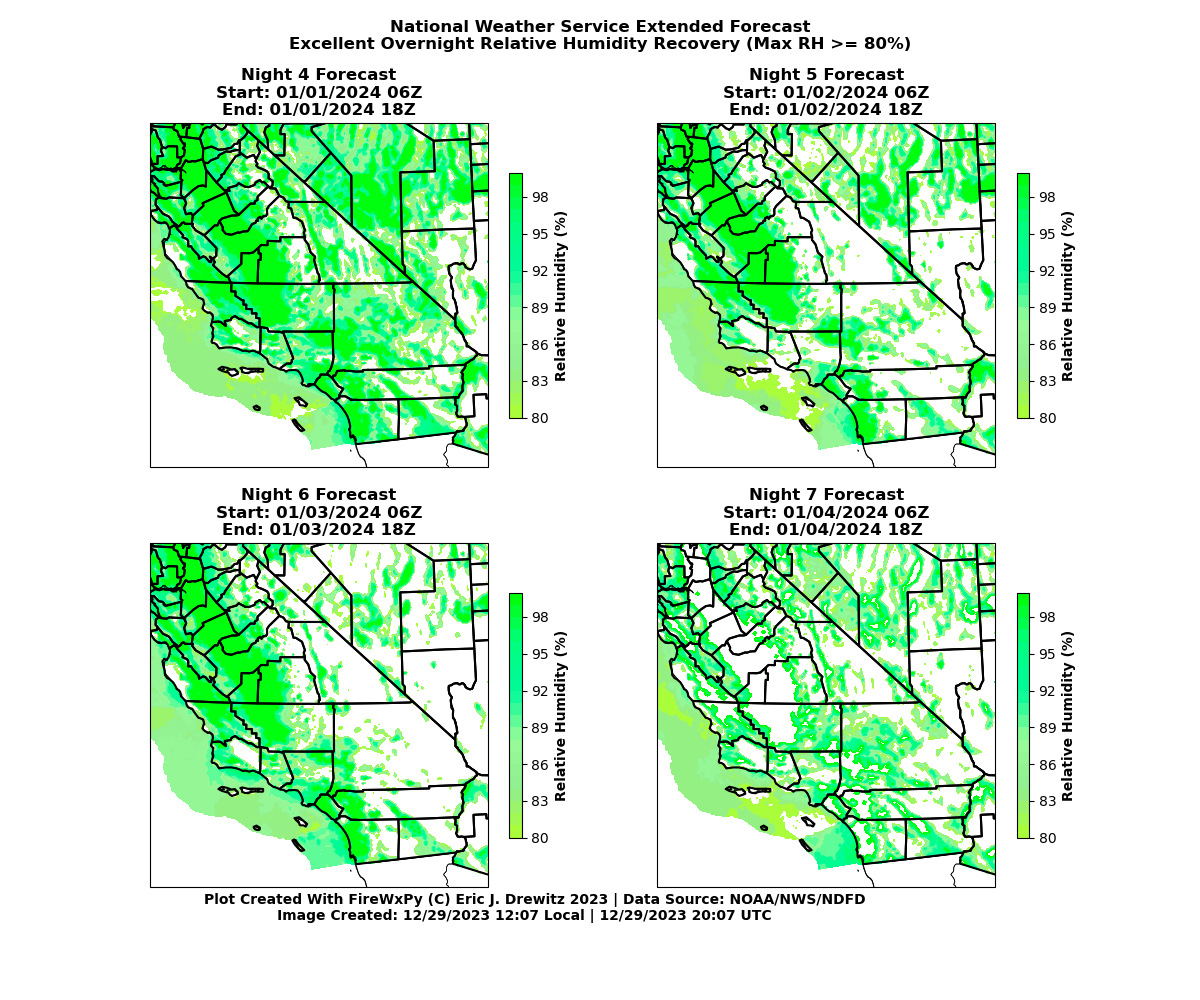 National Weather Service Extended Forecast
Excellent Overnight Relative Humidity Recovery (Max RH >= 80%)
Night 4 Forecast
Start: 01/01/2024 06Z
End: 01/01/2024 18Z
98
95
92
89
86
83
80
Relative Humidity (%)
Night 5 Forecast
Start: 01/02/2024 06Z
End: 01/02/2024 18Z
98
95
92
89
86
83
80
Relative Humidity (%)
Night 6 Forecast
Start: 01/03/2024 06Z
End: 01/03/2024 18Z
98
95
92
89
86
83
80
Relative Humidity (%)
Night 7 Forecast
Start: 01/04/2024 06Z
End: 01/04/2024 18Z
98
95
92
89
86
83
80
Relative Humidity (%)
Plot Created With FireWxPy (C) Eric J. Drewitz 2023 | Data Source: NOAA/NWS/NDFD
Image Created: 12/29/2023 12:07 Local | 12/29/2023 20:07 UTC